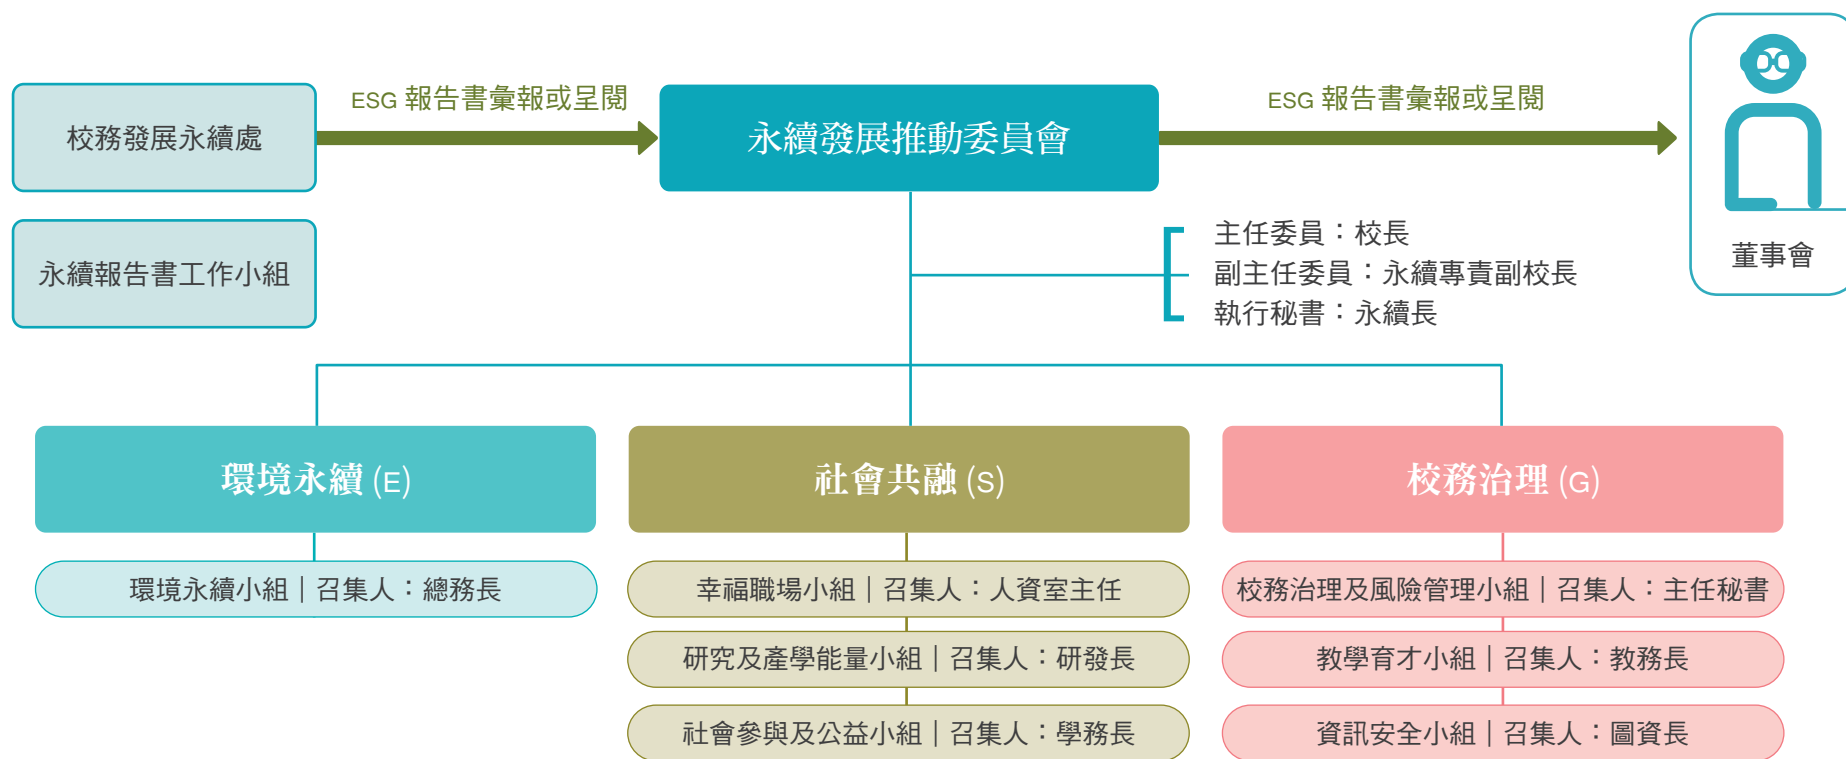 校務發展永續處
ESG 報告書彙報或呈閱
永續發展推動委員會
ESG 報告書彙報或呈閱
董事會
永續報告書工作小組
主任委員：校長
副主任委員：永續專責副校長
執行秘書：永續長
環境永續 (E)
環境永續小組｜召集人：總務長
社會共融 (S)
幸福職場小組｜召集人：人資室主任
研究及產學能量小組｜召集人：研發長
社會參與及公益小組｜召集人：學務長
校務治理 (G)
校務治理及風險管理小組｜召集人：主任秘書
教學育才小組｜召集人：教務長
資訊安全小組｜召集人：圖資長